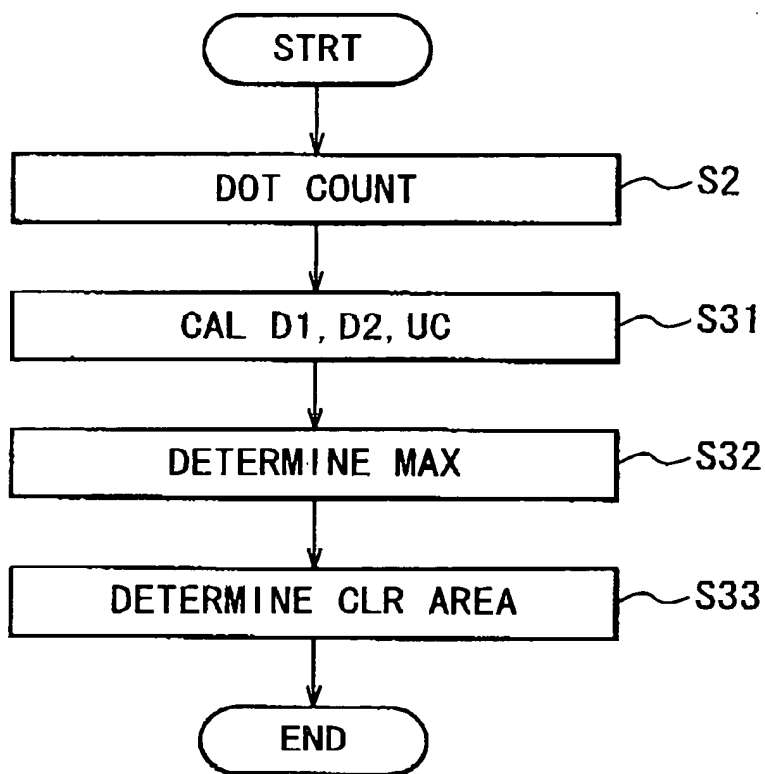 STRT
DOT COUNT
S2
CAL D1, D2, UC
S31
DETERMINE MAX
S32
DETERMINE CLR AREA
S33
END